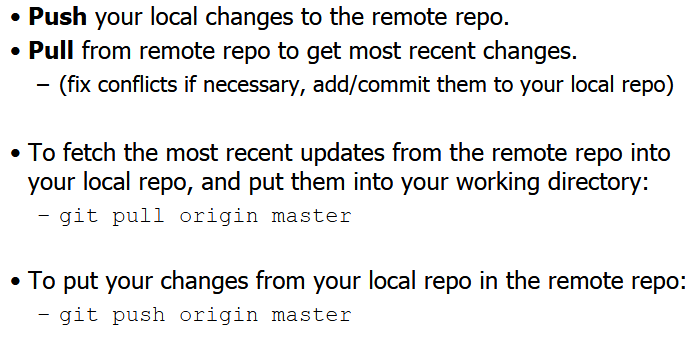 • Push your local changes to the remote repo.
• Pull from remote repo to get most recent changes.
– (fix conflicts if necessary, add/commit them to your local repo)
• To fetch the most recent updates from the remote repo into
your local repo, and put them into your working directory:
– git pull origin master
• To put your changes from your local repo in the remote repo:
– git push origin master